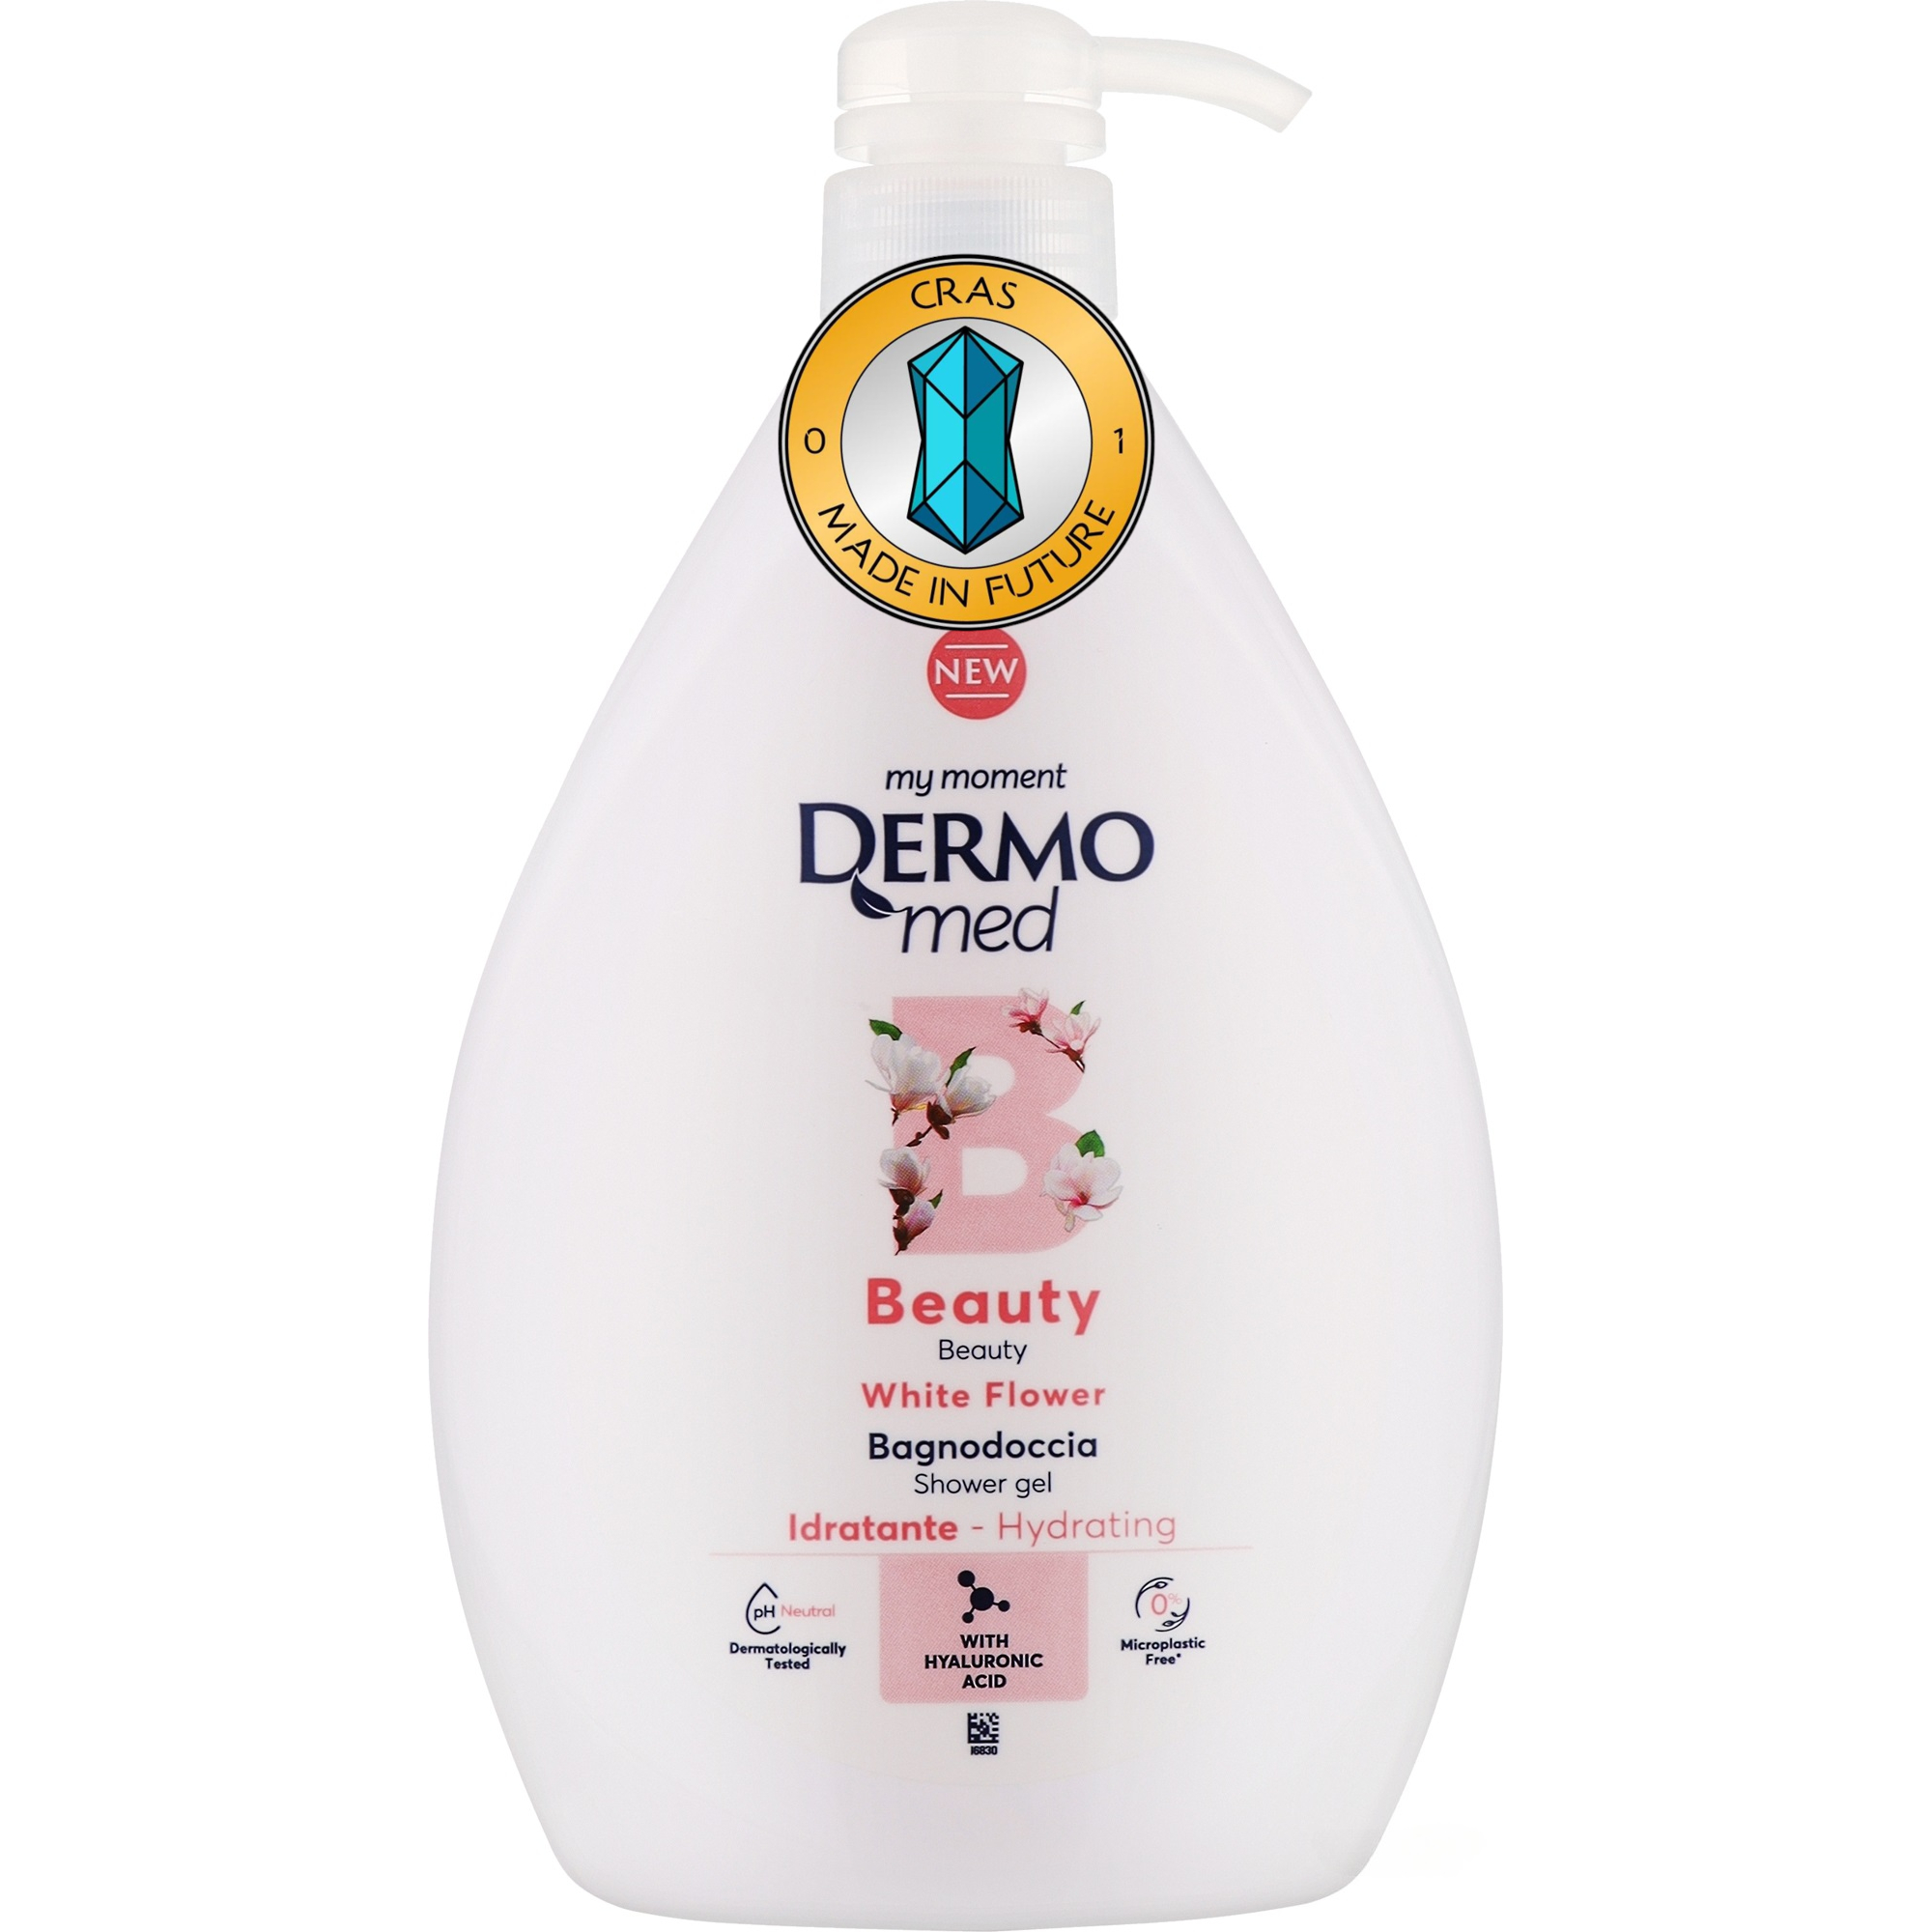 CRAS
0 1
MADE IN FUTURE
NEW
my moment
DERMO
med
B
Beauty
Beauty
White Flower
Bagnodoccia
Shower gel
Idratante - Hydrating
pH Neutral
Dermatologically
Tested
WITH
HYALURONIC
ACID
0%
Microplastic
Free*
16830